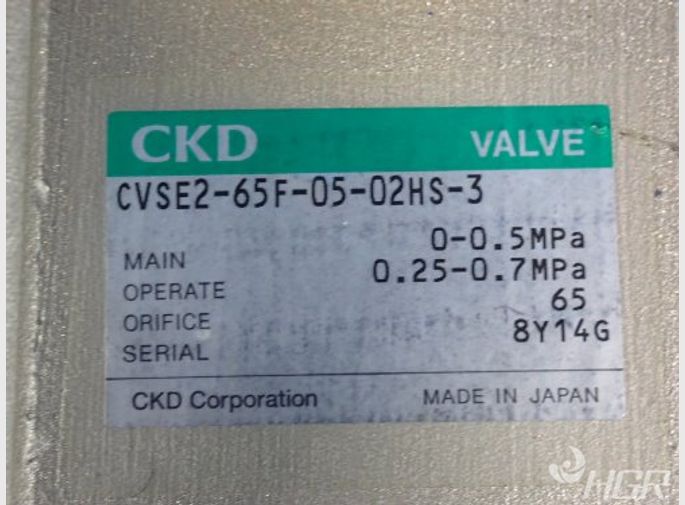 CKD VALVE
CVSE2-65F-05-02HS-3
MAIN 0-0.5MPa
OPERATE 0.25-0.7MPa
ORIFICE 65
SERIAL 8Y14G
CKD Corporation MADE IN JAPAN
HGR